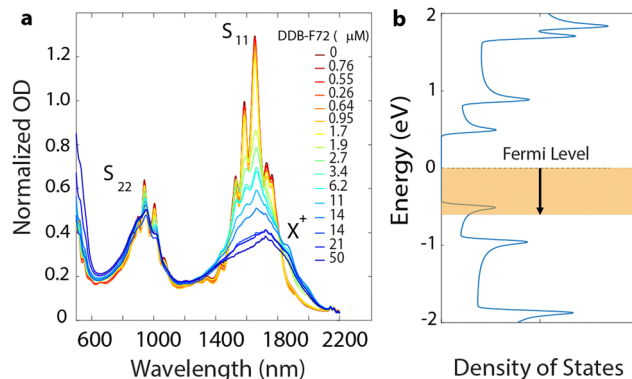 a
S11
DDB-F72 ( μM)
0
0.76
0.55
0.26
0.64
0.95
1.7
1.9
2.7
3.4
6.2
11
14
14
21
50
S22
X+
Normalized OD
1.2
1.0
0.8
0.6
0.4
0.2
0
600 1000 1400 1800 2200
Wavelength (nm)
b
Energy (eV)
2
1
0
-1
-2
Fermi Level
Density of States